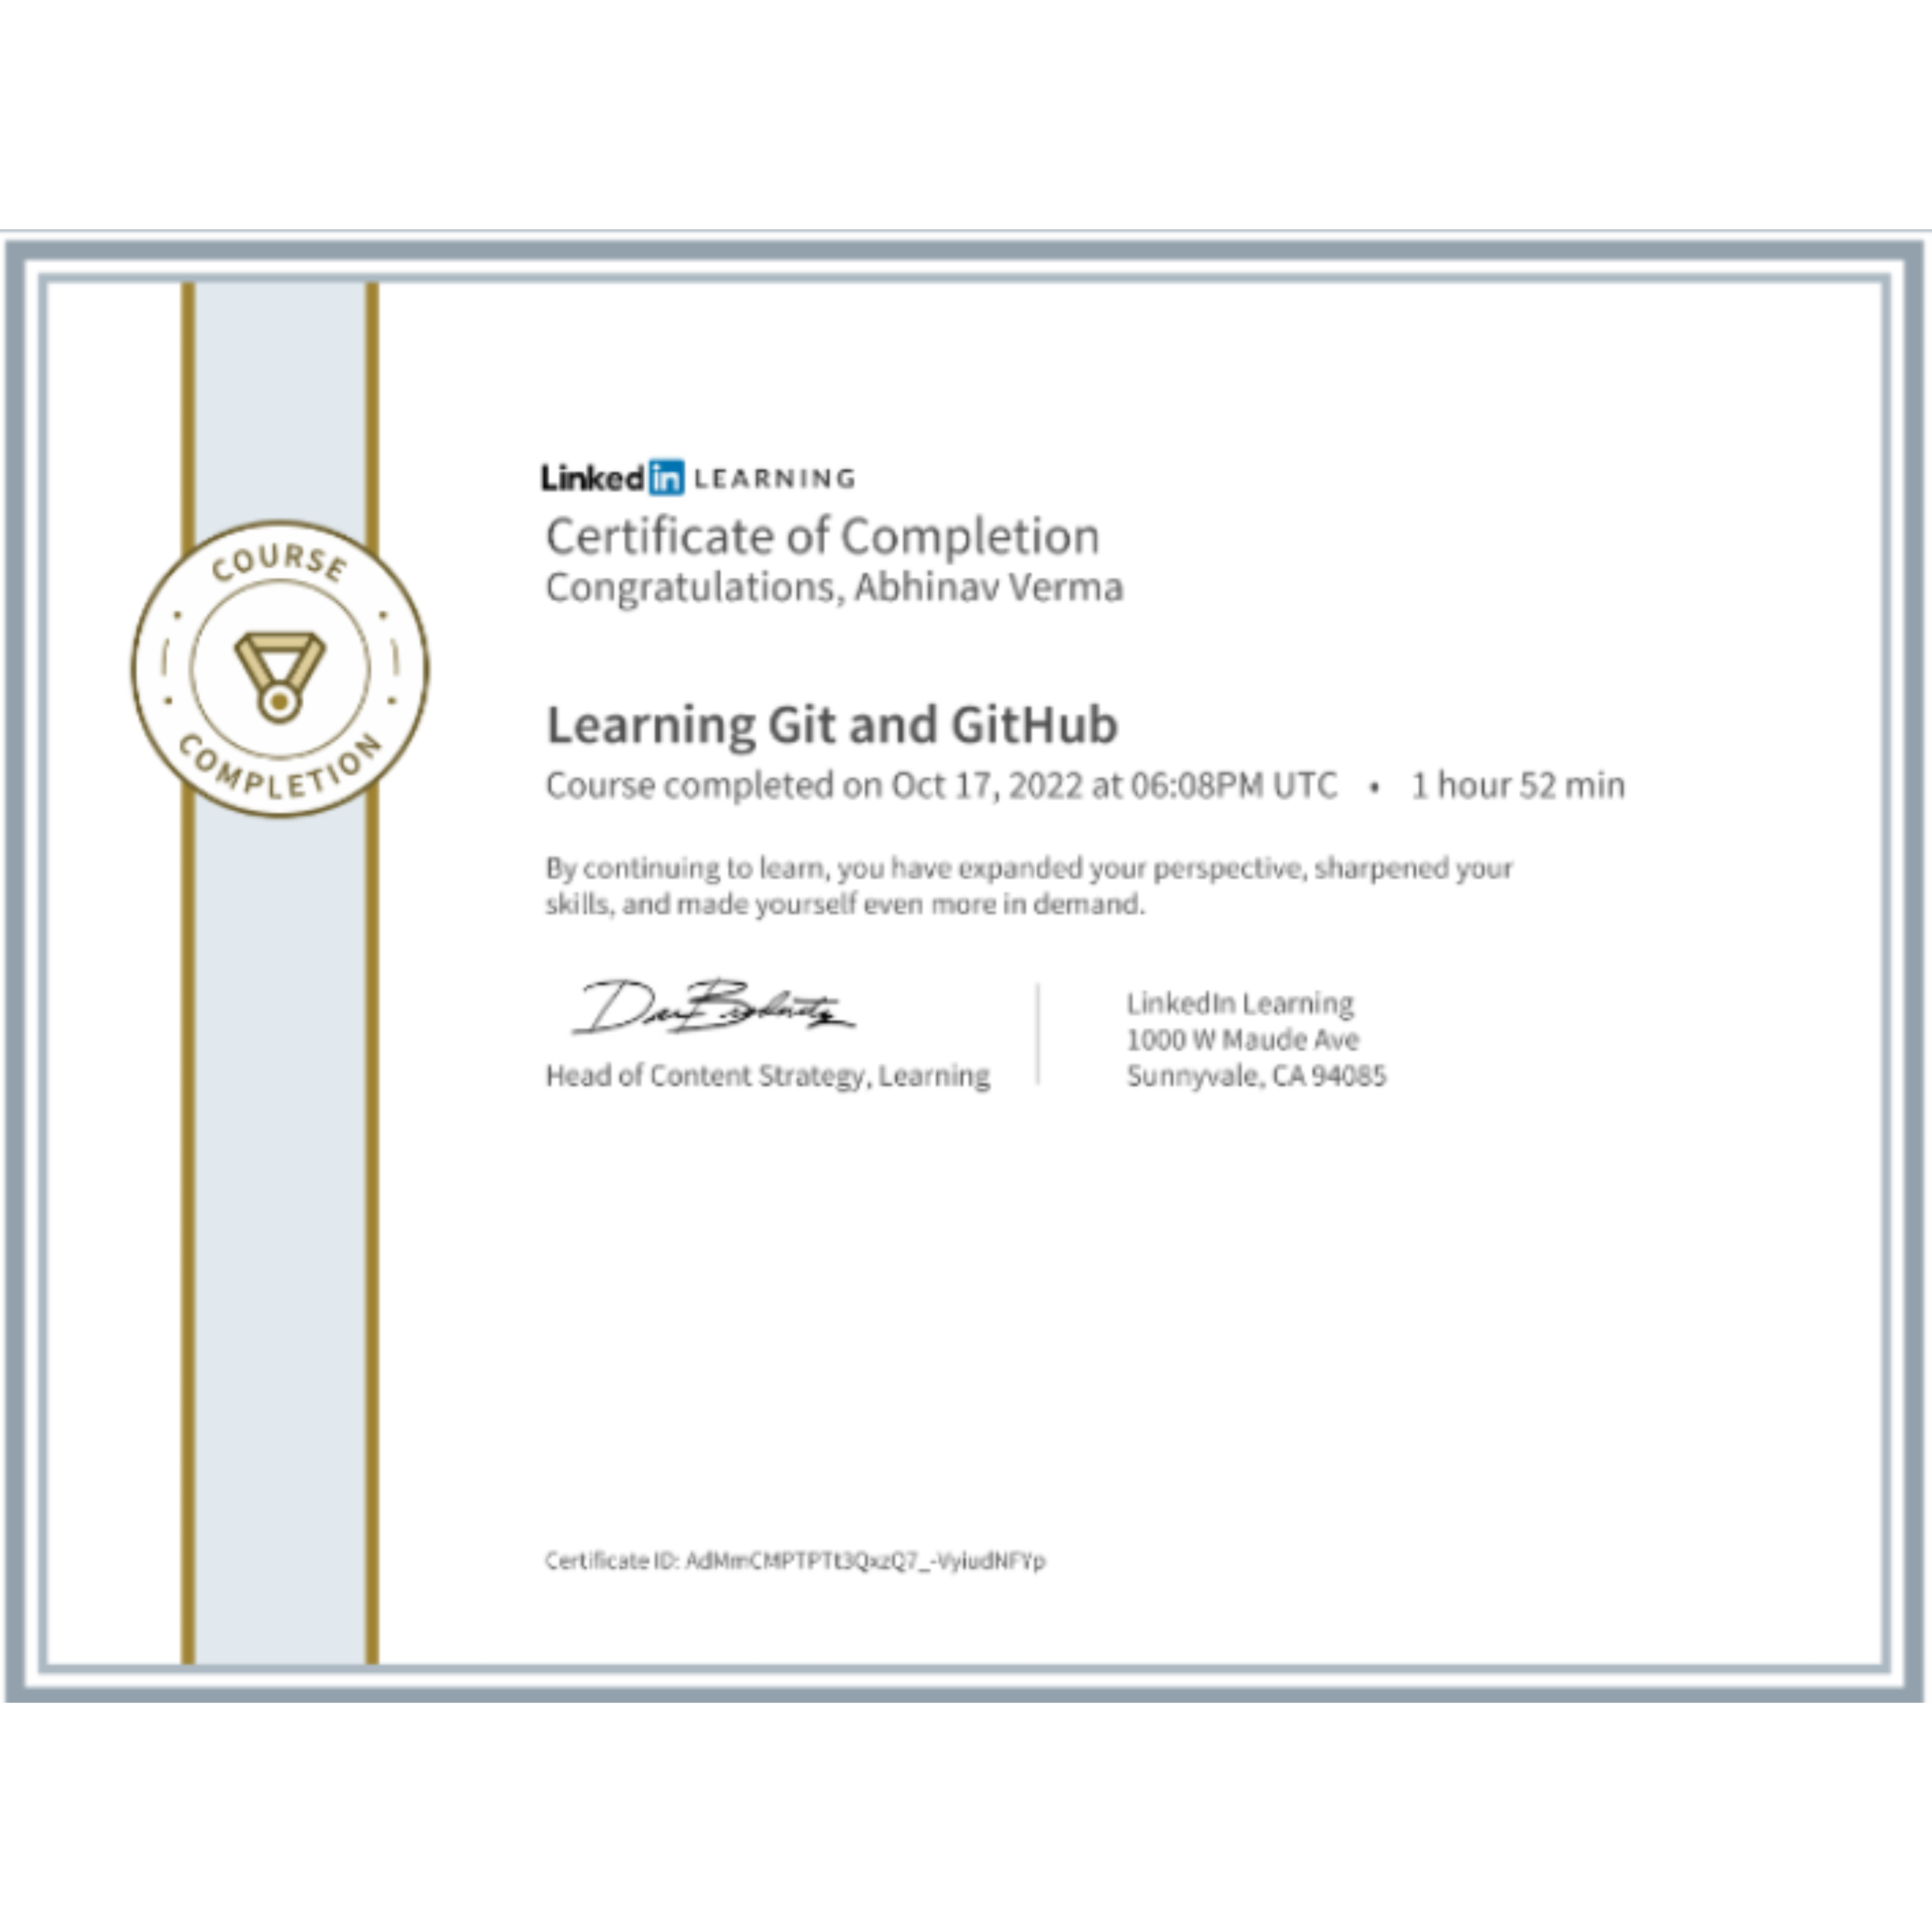 COURSE
COMPLETION
Linked in LEARNING
Certificate of Completion
Congratulations, Abhinav Verma
Learning Git and GitHub
Course completed on Oct 17, 2022 at 06:08PM UTC • 1 hour 52 min
By continuing to learn, you have expanded your perspective, sharpened your
skills, and made yourself even more in demand.
Head of Content Strategy, Learning
LinkedIn Learning
1000 W Maude Ave
Sunnyvale, CA 94085
Certificate ID: AdMmCMPTPTt3QxzQ7_-VyiudNFYp